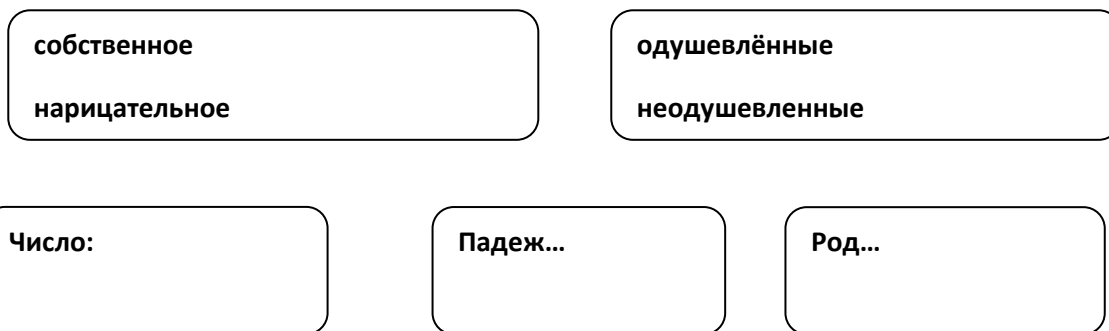 собственное
нарицательное
одушевлённые
неодушевленные
Число:
Падеж...
Род...